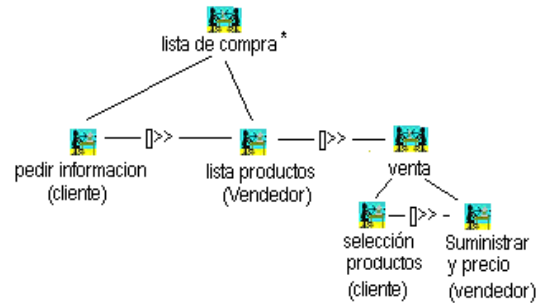 lista de compra *
[]>>
[]>>
pedir informacion
(cliente)
lista productos
(Vendedor)
venta
[]>>
selección
productos
(cliente)
Suministrar
y precio
(vendedor)